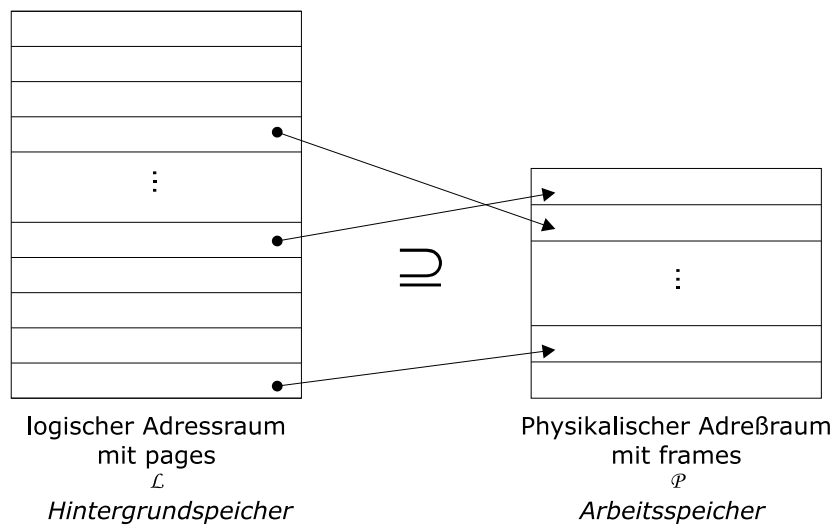 ⋮
⊇
⋮
logischer Adressraum
mit pages
ℒ
Hintergrundspeicher
Physikalischer Adreßraum
mit frames
𝒫
Arbeitsspeicher